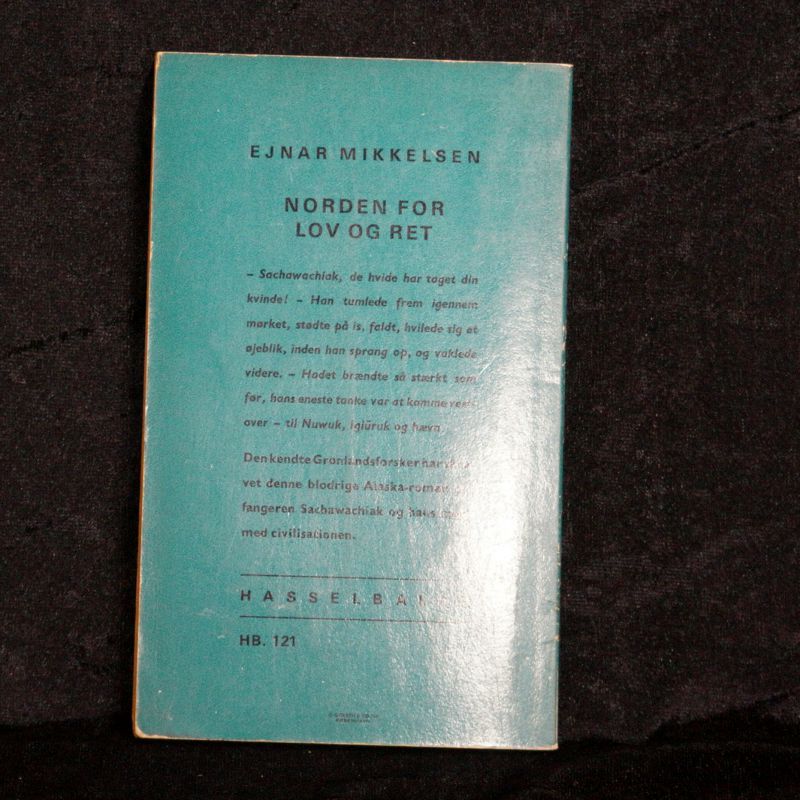 EJNAR MIKKELSEN
NORDEN FOR
LOV OG RET
– Sachawachiak, de hvide har taget din
kvinde! – Han tumlede frem igennem
mørket, stødte på is, faldt, hvilede sig et
øjeblik, inden han sprang op, og vaklede
videre. – Hadet brændte så stærkt som
før, hans eneste tanke var at komme
over – til Nuwuk, iglûruk og hævn
Den kendte Grønlandsforsker har
vet denne blodrige Alaska-roman
fangeren Sachawachiak og hans
med civilisationen.
HASSELBA
HB. 121